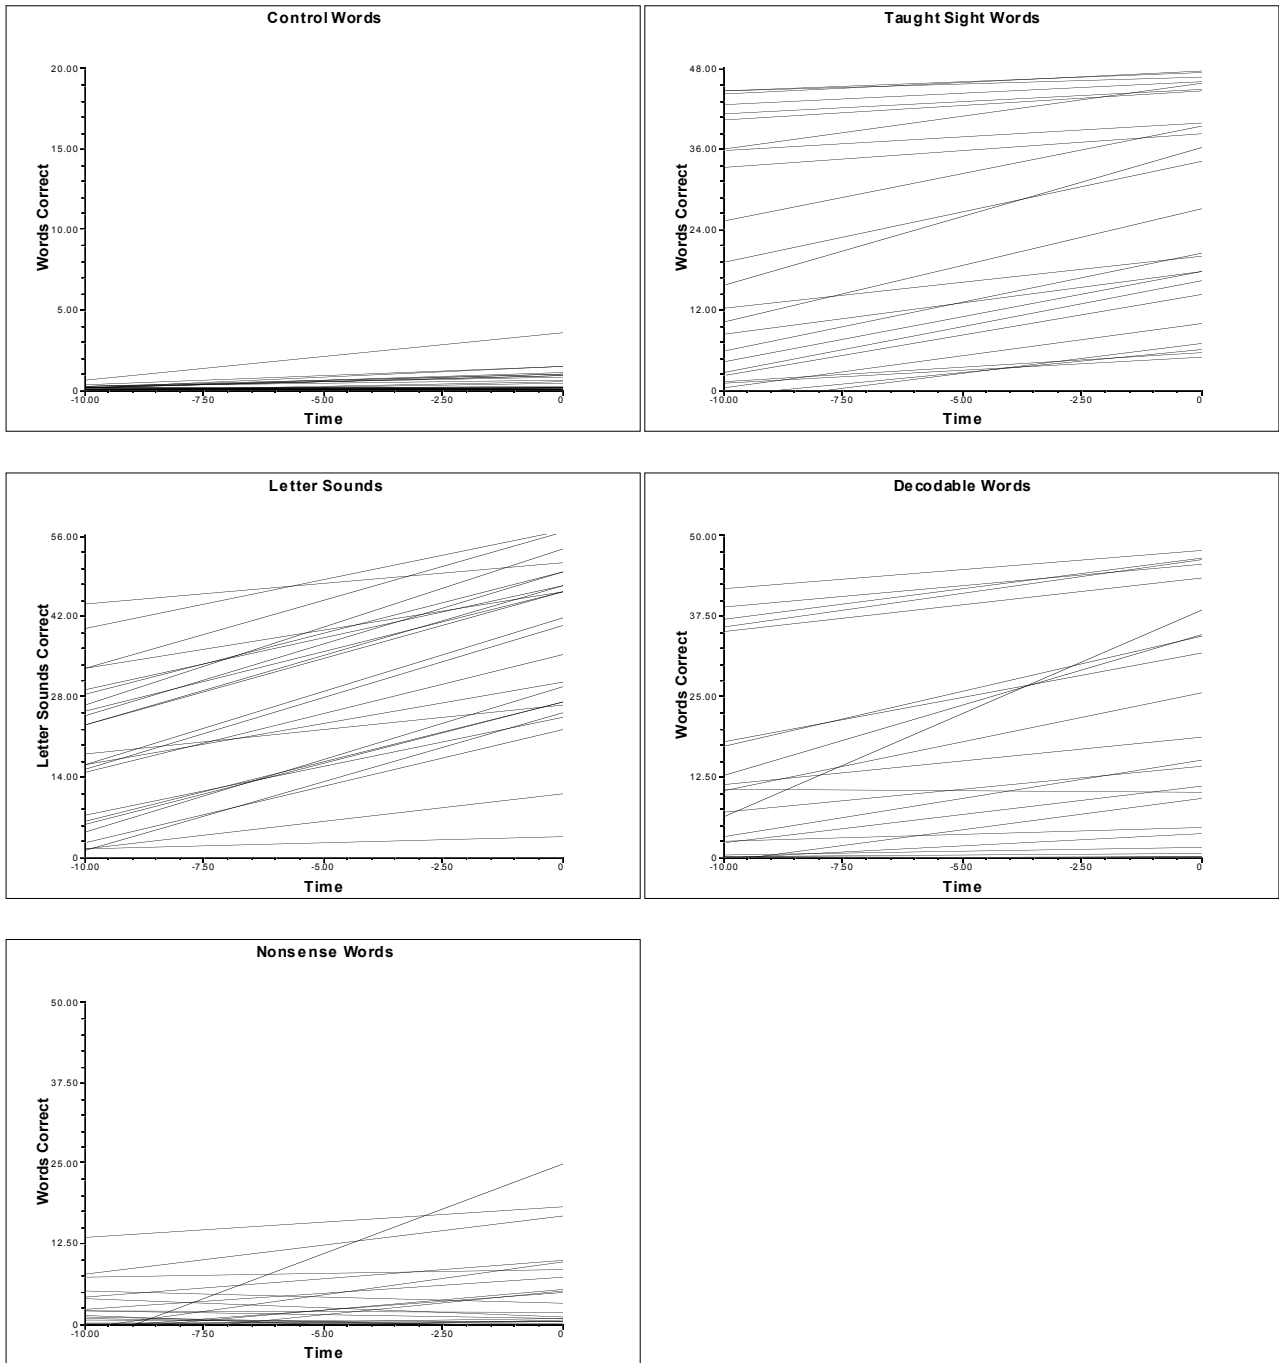 Control Words
20.00
15.00
10.00
5.00
0
Words Correct
-10.00 -7.50 -5.00 -2.50 0
Time
Taught Sight Words
48.00
36.00
24.00
12.00
0
Words Correct
-10.00 -7.50 -5.00 -2.50 0
Time
Letter Sounds
56.00
42.00
28.00
14.00
0
Letter Sounds Correct
-10.00 -7.50 -5.00 -2.50 0
Time
Decodable Words
50.00
37.50
25.00
12.50
0
Words Correct
-10.00 -7.50 -5.00 -2.50 0
Time
Nonsense Words
50.00
37.50
25.00
12.50
0
Words Correct
-10.00 -7.50 -5.00 -2.50 0
Time